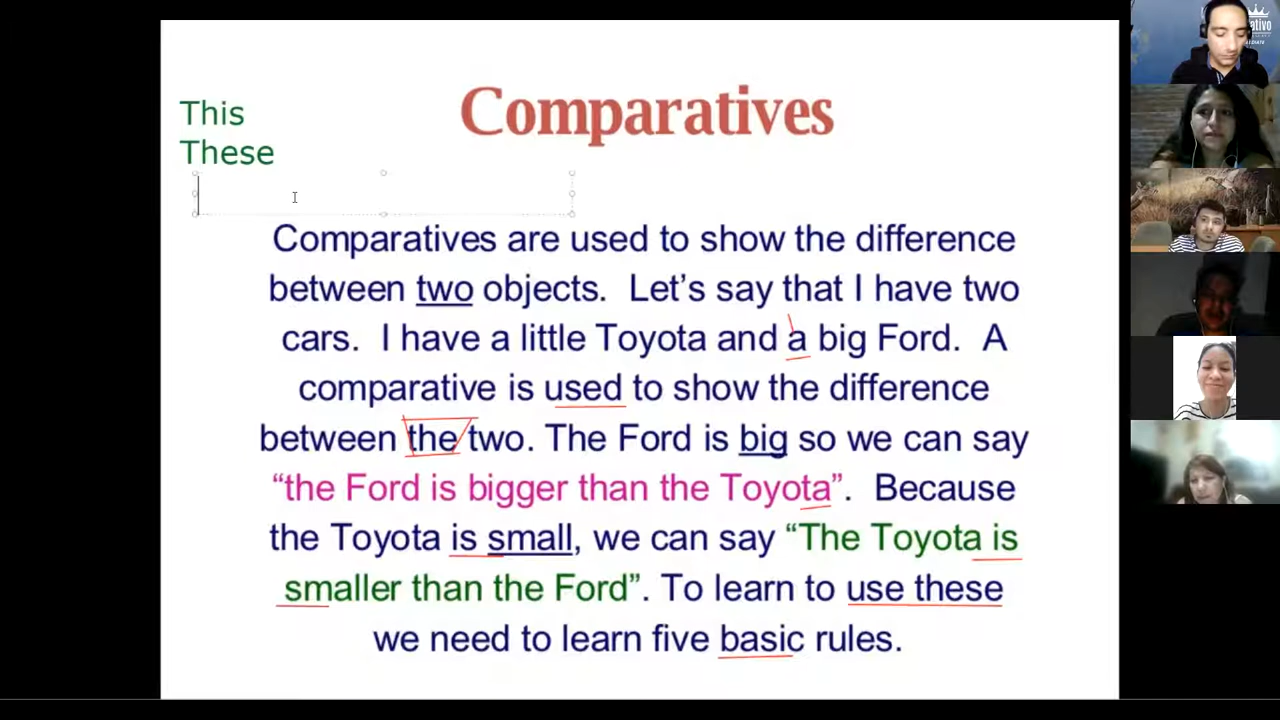 This
These
Comparatives
Comparatives are used to show the difference
between two objects. Let’s say that I have two
cars. I have a little Toyota and a big Ford. A
comparative is used to show the difference
between the two. The Ford is big so we can say
“the Ford is bigger than the Toyota”. Because
the Toyota is small, we can say “The Toyota is
smaller than the Ford”. To learn to use these
we need to learn five basic rules.